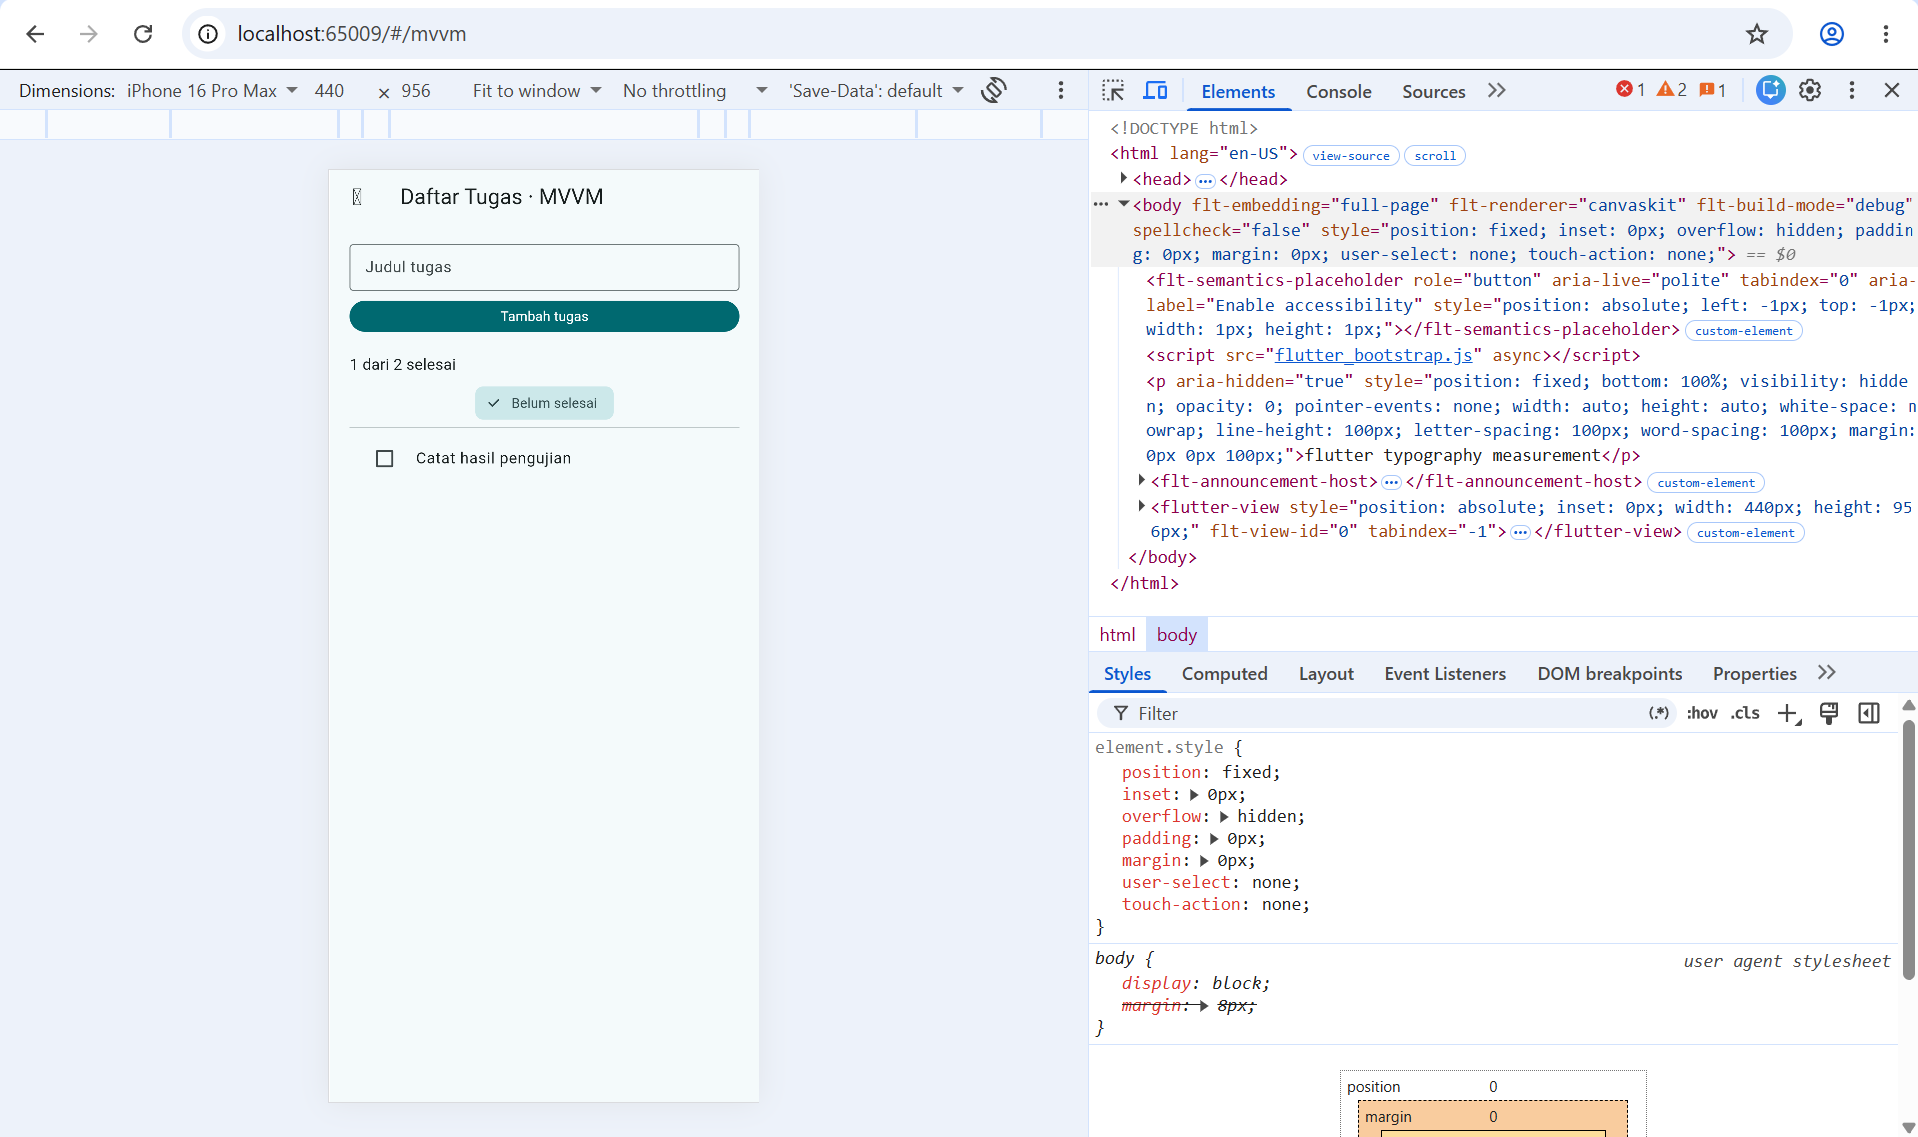 localhost:65009/#/mvvm
Dimensions: iPhone 16 Pro Max 440 × 956 Fit to window No throttling 'Save-Data': default
Elements Console Sources 1 2 1
Daftar Tugas · MVVM
Judul tugas
Tambah tugas
1 dari 2 selesai
Belum selesai
Catat hasil pengujian
<!DOCTYPE html>
<html lang="en-US"> view-source scroll
<head> ··· </head>
··· <body flt-embedding="full-page" flt-renderer="canvaskit" flt-build-mode="debug"
spellcheck="false" style="position: fixed; inset: 0px; overflow: hidden; paddin
g: 0px; margin: 0px; user-select: none; touch-action: none;"> == $0
<flt-semantics-placeholder role="button" aria-live="polite" tabindex="0" aria-
label="Enable accessibility" style="position: absolute; left: -1px; top: -1px;
width: 1px; height: 1px;"></flt-semantics-placeholder> custom-element
<script src="flutter_bootstrap.js" async></script>
<p aria-hidden="true" style="position: fixed; bottom: 100%; visibility: hidde
n; opacity: 0; pointer-events: none; width: auto; height: auto; white-space: n
owrap; line-height: 100px; letter-spacing: 100px; word-spacing: 100px; margin:
0px 0px 100px;">flutter typography measurement</p>
<flt-announcement-host> ··· </flt-announcement-host> custom-element
<flutter-view style="position: absolute; inset: 0px; width: 440px; height: 95
6px;" flt-view-id="0" tabindex="-1"> ··· </flutter-view> custom-element
</body>
</html>
html body
Styles Computed Layout Event Listeners DOM breakpoints Properties
Filter (.*) :hov .cls
element.style {
position: fixed;
inset: 0px;
overflow: hidden;
padding: 0px;
margin: 0px;
user-select: none;
touch-action: none;
}
body { user agent stylesheet
display: block;
margin: 8px;
}
position 0
margin 0